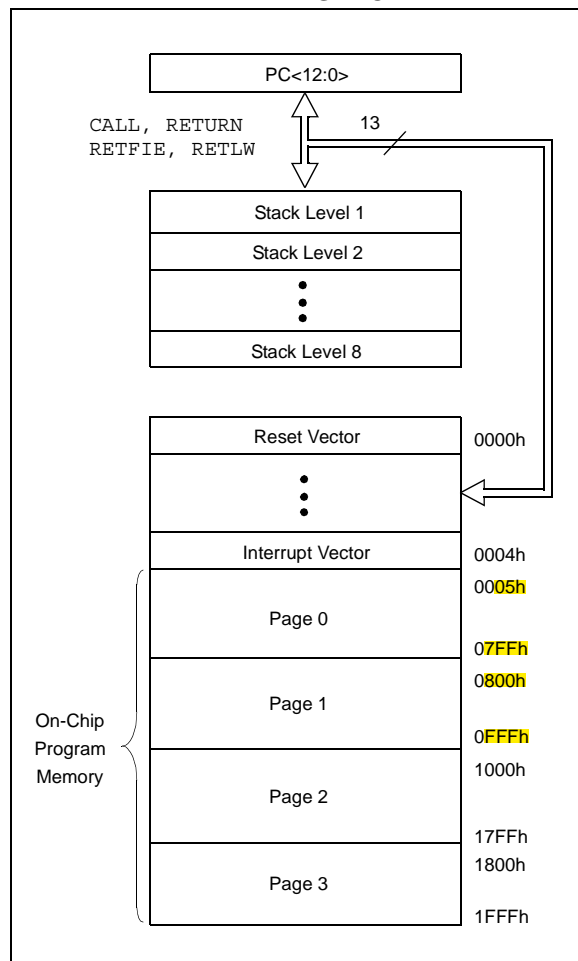 PC<12:0>
CALL, RETURN
RETFIE, RETLW
13
Stack Level 1
Stack Level 2
Stack Level 8
Reset Vector
0000h
Interrupt Vector
0004h
0005h
Page 0
07FFh
0800h
Page 1
0FFFh
On-Chip
Program
Memory
1000h
Page 2
17FFh
1800h
Page 3
1FFFh